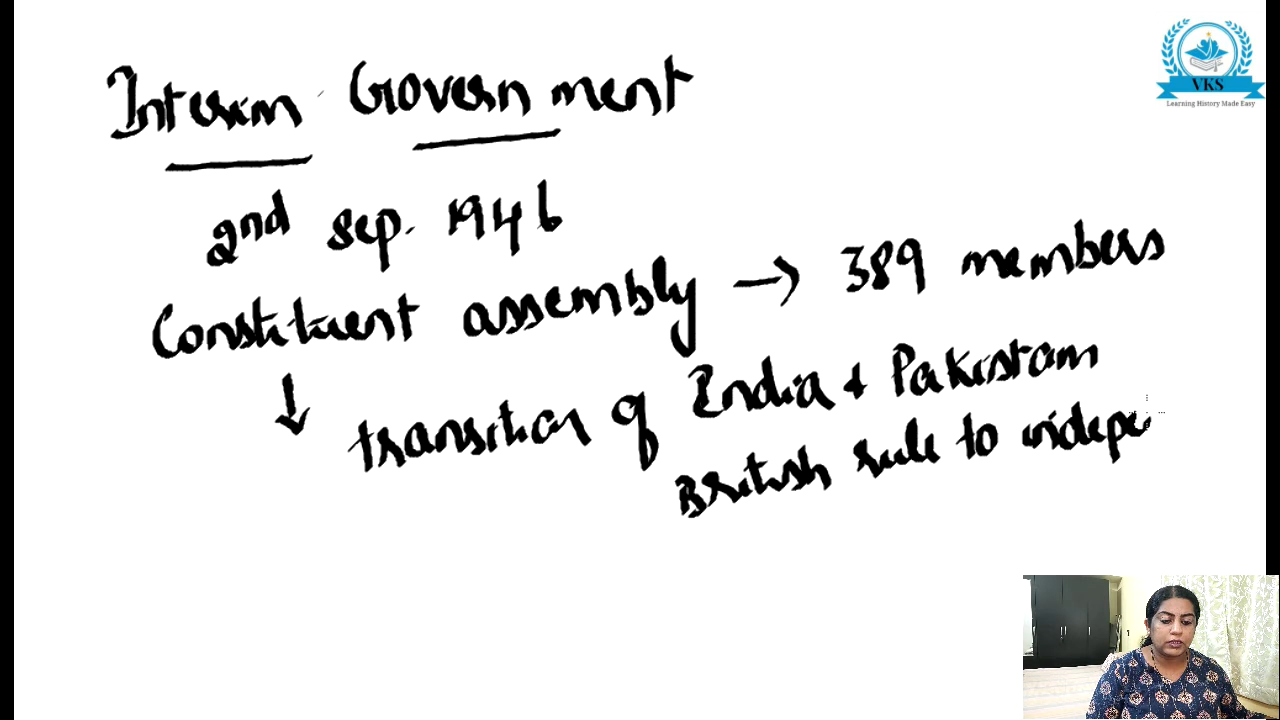 VKS
Learning History Made Easy
Interim Government
2nd Sep. 1946
Constituent assembly → 389 members
↓ transition of India & Pakistan
British rule to indepe